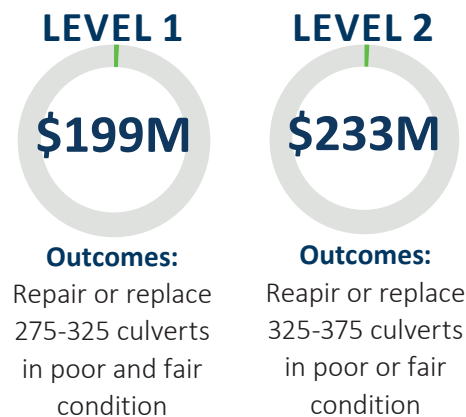 LEVEL 1
$199M
Outcomes:
Repair or replace
275-325 culverts
in poor and fair
condition
LEVEL 2
$233M
Outcomes:
Reapir or replace
325-375 culverts
in poor or fair
condition